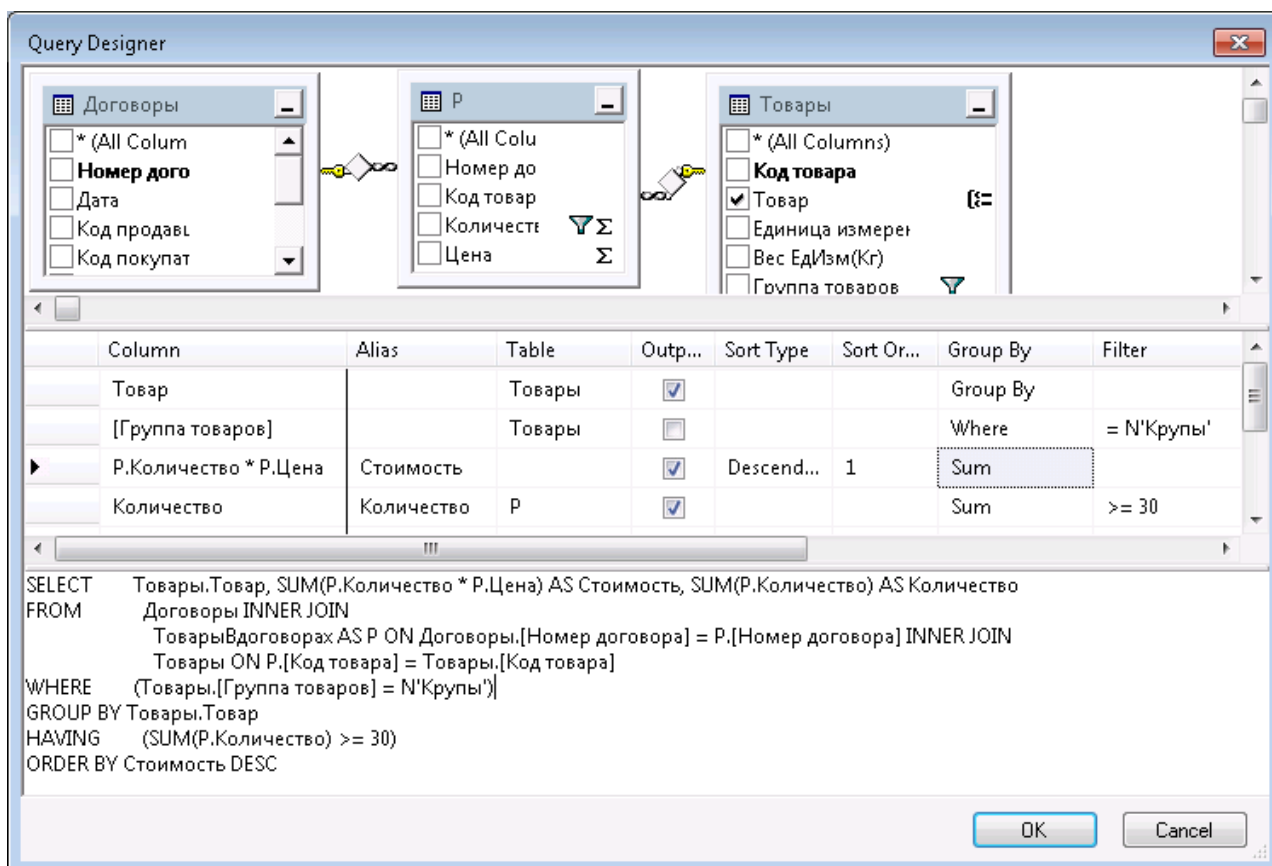 Query Designer
Договоры
* (All Colum
Номер дого
Дата
Код продавц
Код покупат
P
* (All Colu
Номер до
Код товар
Количеств
Цена
Товары
* (All Columns)
Код товара
Товар
Единица измерен
Вес ЕдИзм(Кг)
Группа товаров
Column Alias Table Outp... Sort Type Sort Or... Group By Filter
Товар Товары Group By
[Группа товаров] Товары Where = N'Крупы'
P.Количество * P.Цена Стоимость Descend... 1 Sum
Количество Количество P Sum >= 30
SELECT Товары.Товар, SUM(P.Количество * P.Цена) AS Стоимость, SUM(P.Количество) AS Количество
FROM Договоры INNER JOIN
ТоварыВдоговорах AS P ON Договоры.[Номер договора] = P.[Номер договора] INNER JOIN
Товары ON P.[Код товара] = Товары.[Код товара]
WHERE (Товары.[Группа товаров] = N'Крупы')
GROUP BY Товары.Товар
HAVING (SUM(P.Количество) >= 30)
ORDER BY Стоимость DESC
OK
Cancel